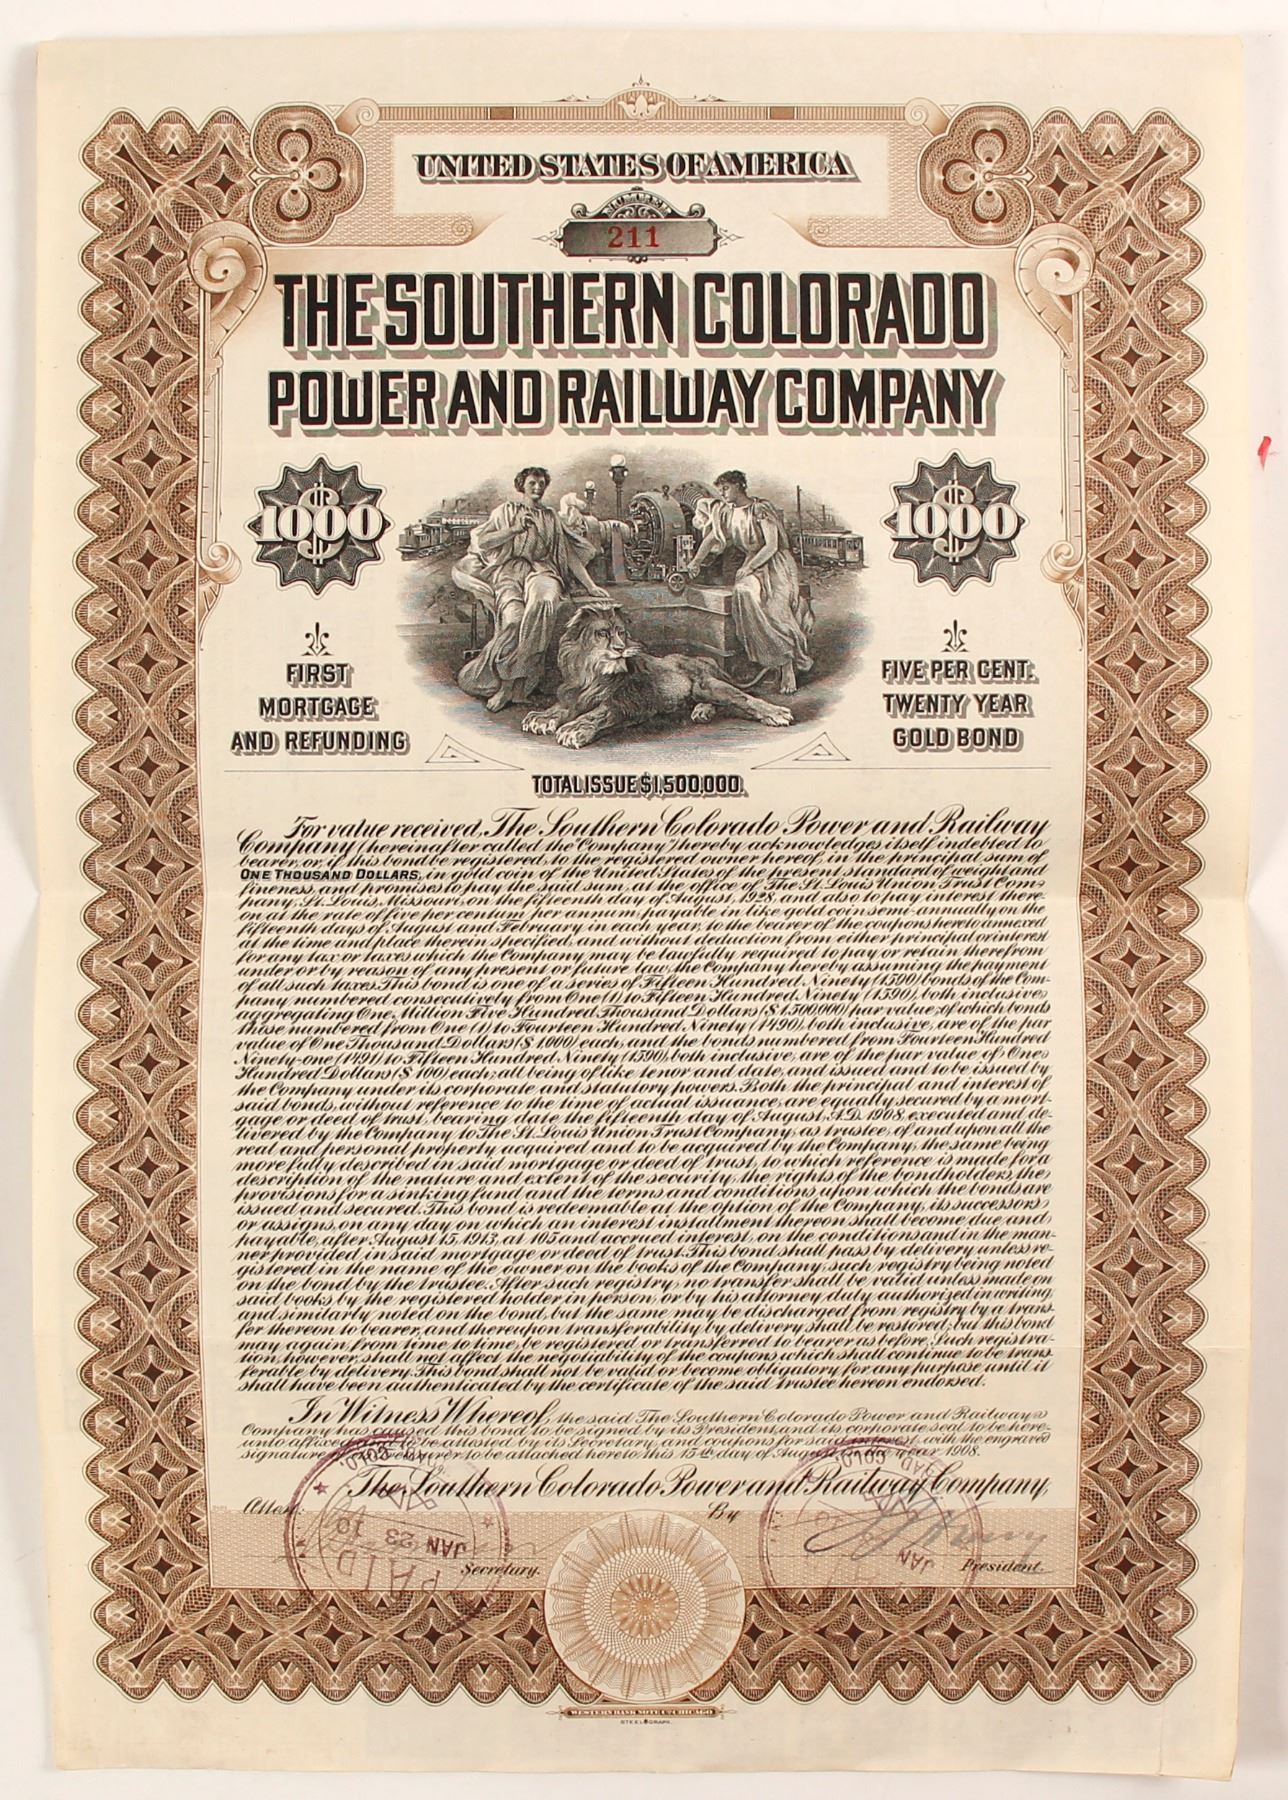 UNITED STATES OF AMERICA
NUMBER
211
THE SOUTHERN COLORADO
POWER AND RAILWAY COMPANY
$1000
$1000
FIRST
MORTGAGE
AND REFUNDING
FIVE PER CENT.
TWENTY YEAR
GOLD BOND
TOTAL ISSUE $1,500,000.
For value received, The Southern Colorado Power and Railway
Company (hereinafter called the Company) hereby acknowledges itself indebted to
bearer, or, if this bond be registered, to the registered owner hereof, in the principal sum of
ONE THOUSAND DOLLARS, in gold coin of the United States of the present standard of weight and
fineness, and promises to pay the said sum, at the office of The St. Louis Union Trust Com-
pany, St. Louis, Missouri, on the fifteenth day of August, 1928, and also to pay interest there-
on at the rate of five per centum per annum, payable in like gold coin semi-annually on the
fifteenth days of August and February in each year, to the bearer of the coupons hereto annexed
at the time and place therein specified, and without deduction from either principal or interest
for any tax or taxes which the Company may be lawfully required to pay or retain therefrom
under or by reason of any present or future law, the Company hereby assuming the payment
of all such taxes. This bond is one of a series of Fifteen Hundred Ninety (1590) bonds of the Com-
pany numbered consecutively from One (1) to Fifteen Hundred Ninety (1590), both inclusive,
aggregating One Million Five Hundred Thousand Dollars ($1,500,000) par value, of which bonds
those numbered from One (1) to Fourteen Hundred Ninety (1490), both inclusive, are of the par
value of One Thousand Dollars ($1,000) each, and the bonds numbered from Fourteen Hundred
Ninety-one (1491) to Fifteen Hundred Ninety (1590) both inclusive, are of the par value of One
Hundred Dollars ($100) each; all being of like tenor and date, and issued and to be issued by
the Company under its corporate and statutory powers. Both the principal and interest of
said bonds, without reference to the time of actual issuance, are equally secured by a mort-
gage or deed of trust, bearing date the fifteenth day of August, A.D. 1908, executed and de-
livered by the Company to The St. Louis Union Trust Company, as trustee, of and upon all the
real and personal property acquired and to be acquired by the Company, the same being
more fully described in said mortgage or deed of trust, to which reference is made for a
description of the nature and extent of the security, the rights of the bondholders, the
provisions for a sinking fund and the terms and conditions upon which the bonds are
issued and secured. This bond is redeemable at the option of the Company, its successors
or assigns, on any day on which an interest installment thereon shall become due and
payable, after August 15, 1913, at 105 and accrued interest, on the conditions and in the man-
ner provided in said mortgage or deed of trust. This bond shall pass by delivery unless re-
gistered in the name of the owner on the books of the Company, such registry being noted
on the bond by the trustee. After such registry, no transfer shall be valid unless made on
said books by the registered holder in person, or by his attorney duly authorized in writing,
and similarly noted on the bond, but the same may be discharged from registry by a trans-
fer thereon to bearer, and thereupon transferability by delivery shall be restored; but this bond
may again, from time to time, be registered or transferred to bearer as before. Such registra-
tion, however, shall not affect the negotiability of the coupons which shall continue to be trans-
ferable by delivery. This bond shall not be valid or become obligatory for any purpose until it
shall have been authenticated by the certificate of the said Trustee hereon endorsed.
In Witness Whereof, the said The Southern Colorado Power and Railway
Company has caused this bond to be signed by its President and its corporate seal to be here-
unto affixed and to be attested by its Secretary, and coupons for said interest with the engraved
signature of its Treasurer to be attached hereto this 15th day of August in the year 1908.
The Southern Colorado Power and Railway Company,
Attest:
By
Secretary.
President.
PAID
JAN 23
JAN
WESTERN BANK NOTE CO. CHICAGO
STEELOGRAPH.